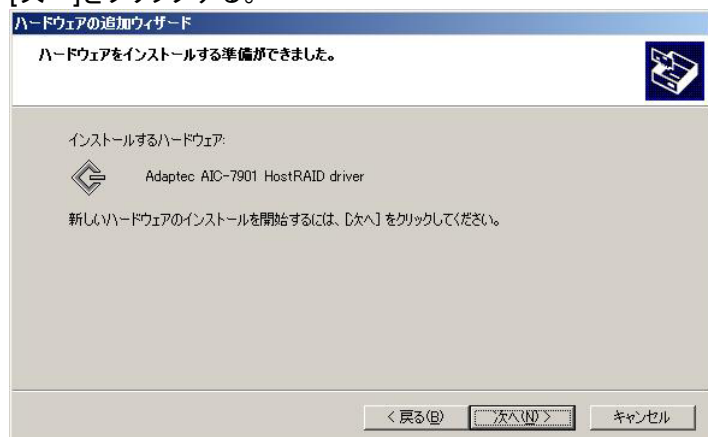 [次へ]をクリックする。
ハードウェアの追加ウィザード
ハードウェアをインストールする準備ができました。
インストールするハードウェア:
Adaptec AIC-7901 HostRAID driver
新しいハードウェアのインストールを開始するには、[次へ] をクリックしてください。
< 戻る(B)
次へ(N) >
キャンセル